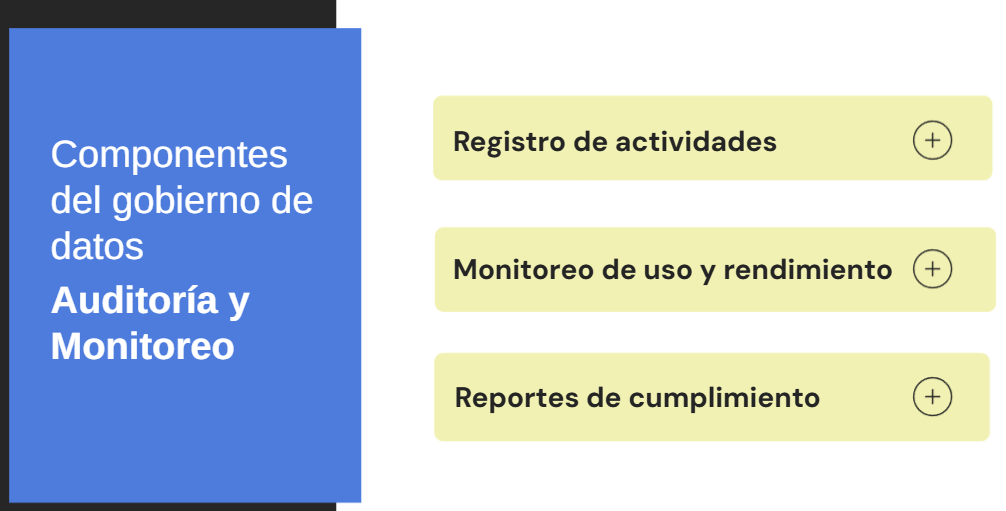 Componentes
del gobierno de
datos
Auditoría y
Monitoreo
Registro de actividades
Monitoreo de uso y rendimiento
Reportes de cumplimiento